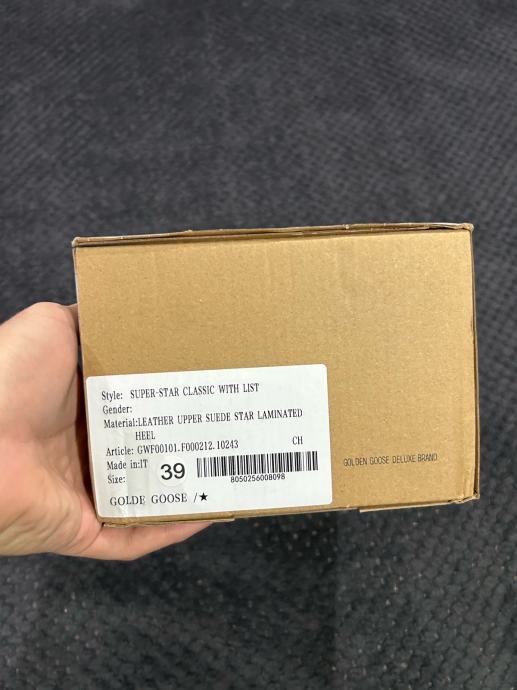 Style: SUPER-STAR CLASSIC WITH LIST
Gender:
Material:LEATHER UPPER SUEDE STAR LAMINATED
HEEL
Article: GWF00101.F000212.10243 CH
Made in:IT
Size: 39
8050256008098
GOLDE GOOSE /★
GOLDEN GOOSE DELUXE BRAND